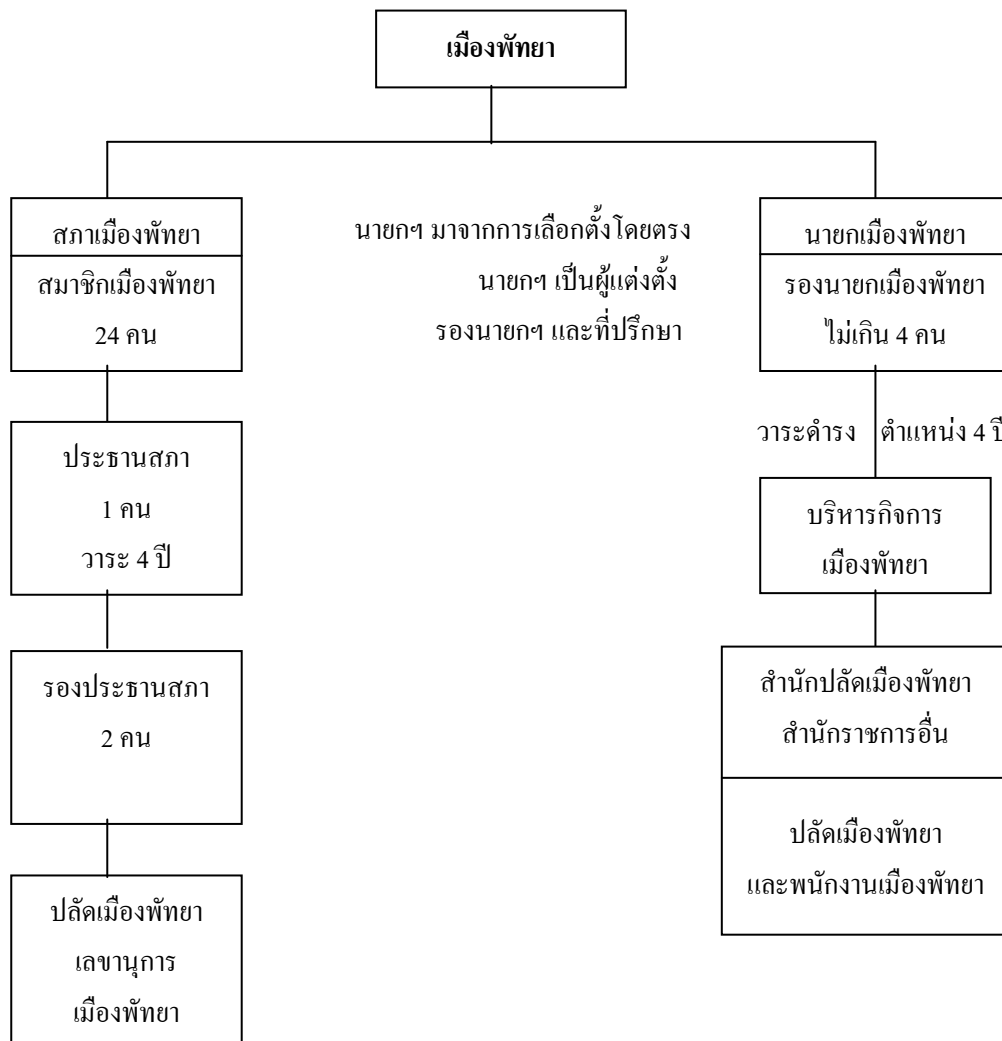 เมืองพัทยา
สภาเมืองพัทยา
สมาชิกเมืองพัทยา
24 คน
ประธานสภา
1 คน
วาระ 4 ปี
รองประธานสภา
2 คน
ปลัดเมืองพัทยา
เลขานุการ
เมืองพัทยา
นายกฯ มาจากการเลือกตั้งโดยตรง
นายกฯ เป็นผู้แต่งตั้ง
รองนายกฯ และที่ปรึกษา
นายกเมืองพัทยา
รองนายกเมืองพัทยา
ไม่เกิน 4 คน
วาระดำรง ตำแหน่ง 4 ปี
บริหารกิจการ
เมืองพัทยา
สำนักปลัดเมืองพัทยา
สำนักราชการอื่น
ปลัดเมืองพัทยา
และพนักงานเมืองพัทยา